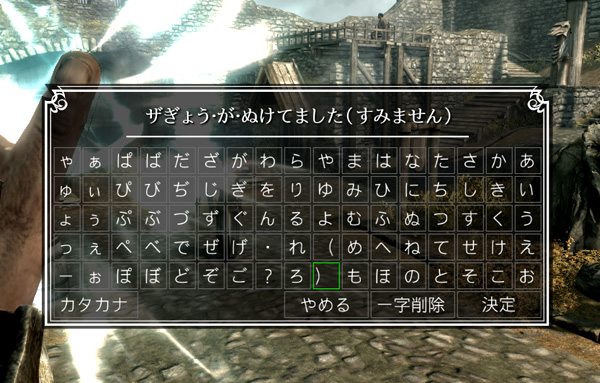 ザぎょう・が・ぬけてました(すみません)
ゃ ぁ ぱ ば だ ざ が わ ら や ま は な た さ か あ
ゅ ぃ ぴ び ぢ じ ぎ を り ゆ み ひ に ち し き い
ょ ぅ ぷ ぶ づ ず ぐ ん る よ む ふ ぬ つ す く う
っ ぇ ぺ べ で ぜ げ ・ れ ( め へ ね て せ け え
ー ぉ ぽ ぼ ど ぞ ご ? ろ ) も ほ の と そ こ お
カタカナ やめる 一字削除 決定